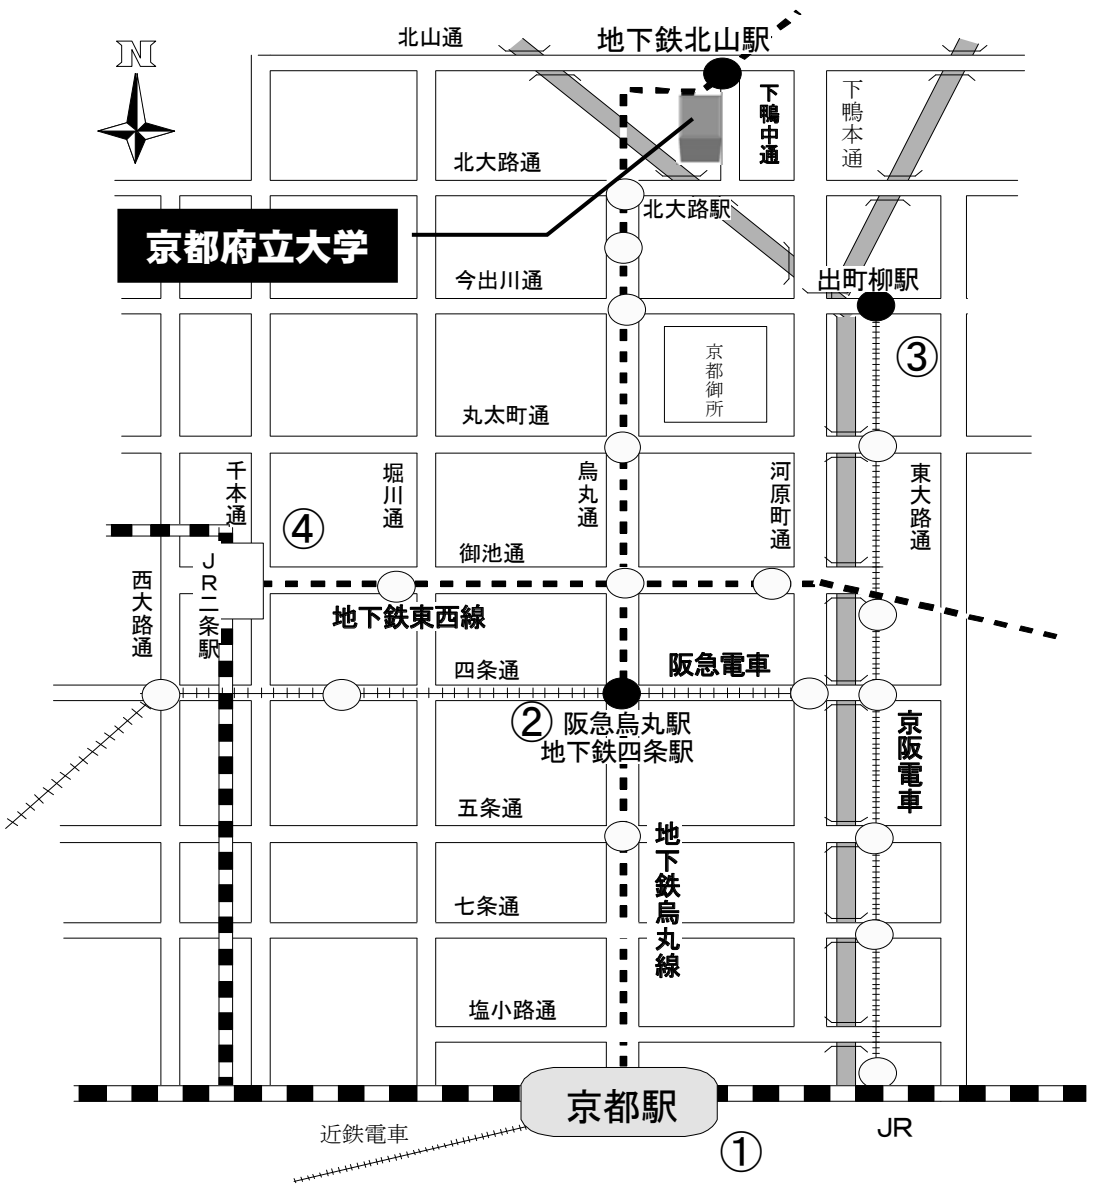 N
北山通
地下鉄北山駅
下鴨中通
下鴨本通
北大路通
北大路駅
京都府立大学
今出川通
出町柳駅
③
京都御所
丸太町通
千本通
堀川通
烏丸通
河原町通
東大路通
④
御池通
西大路通
JR二条駅
地下鉄東西線
四条通
阪急電車
② 阪急烏丸駅
地下鉄四条駅
京阪電車
五条通
地下鉄烏丸線
七条通
塩小路通
京都駅
近鉄電車
①
JR